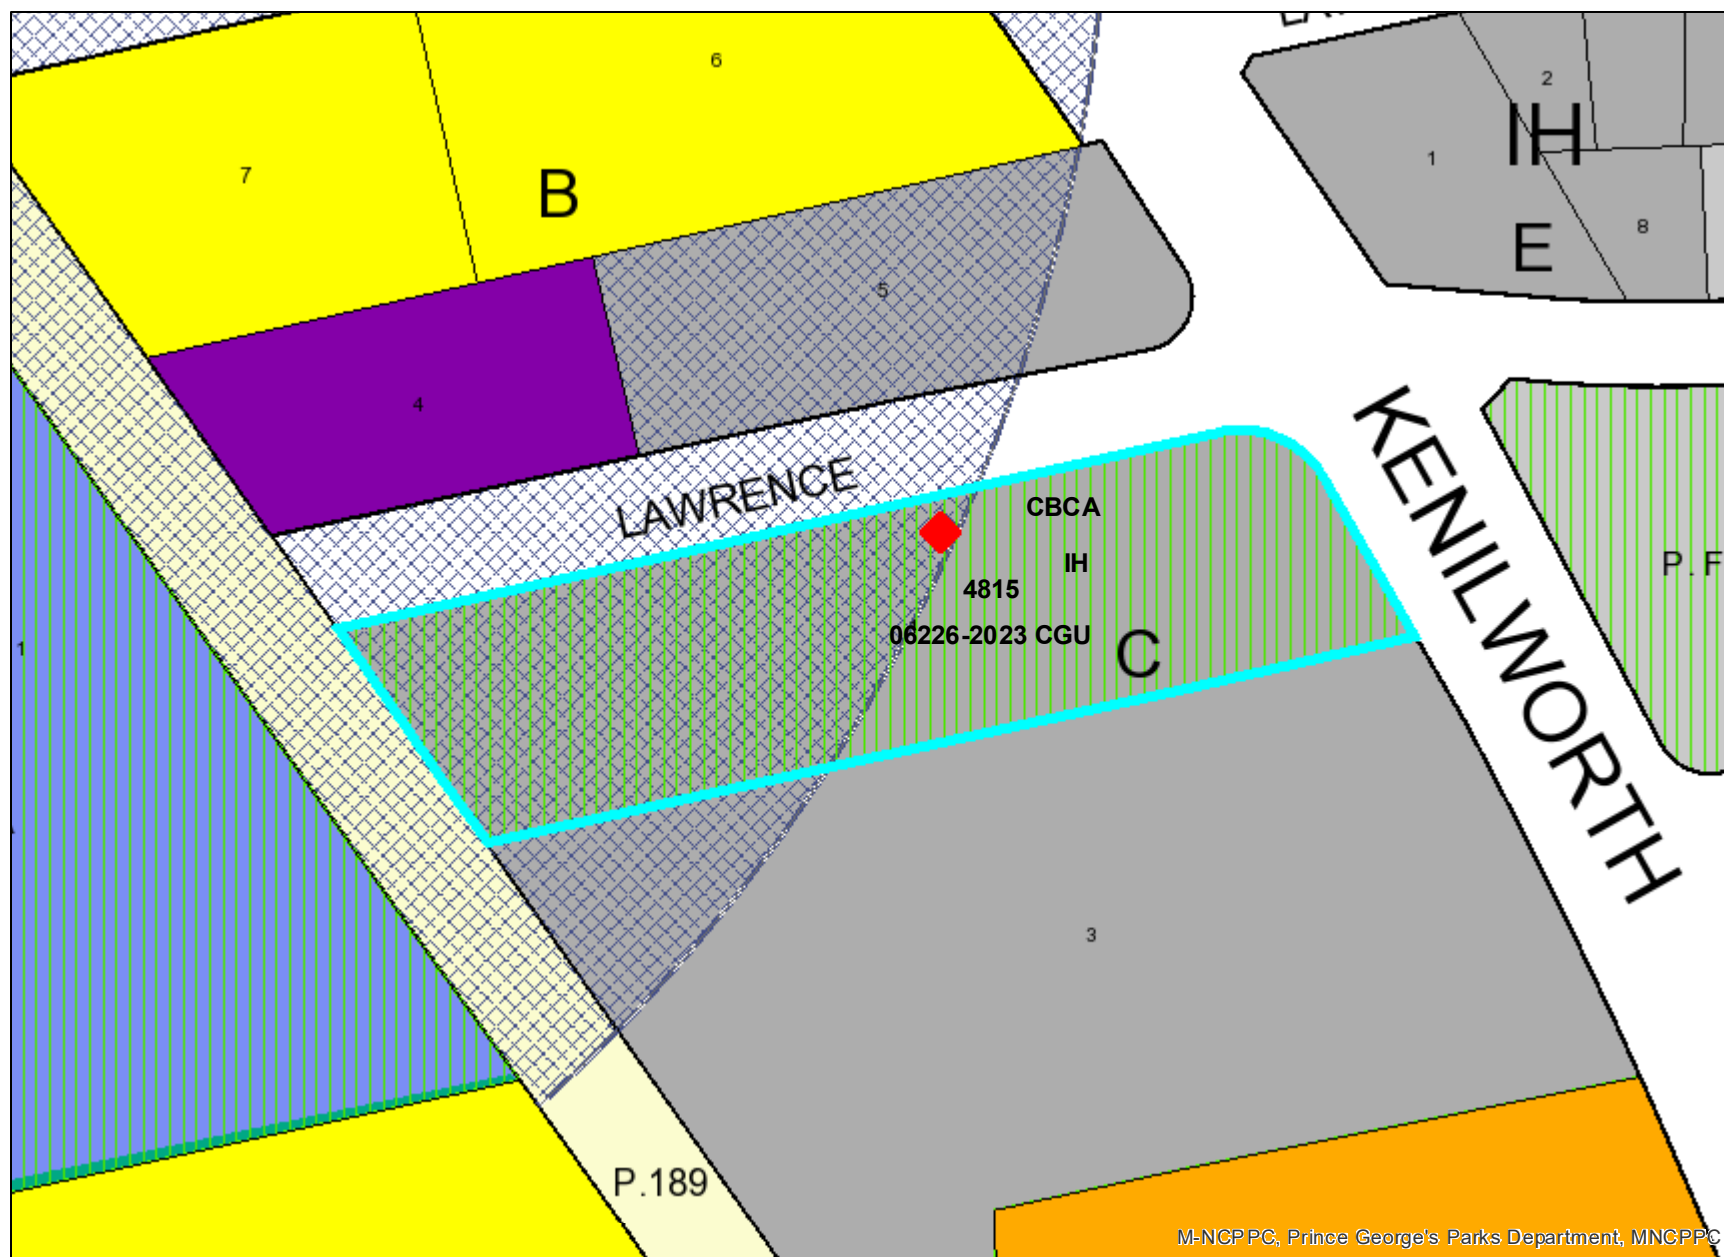 6
2
IH
1
7
B
8
E
5
4
LAWRENCE
KENILWORTH
CBCA
IH
4815
06226-2023 CGU
C
P. F
1
3
P.189
M-NCPPC, Prince George's Parks Department, MNCPPC